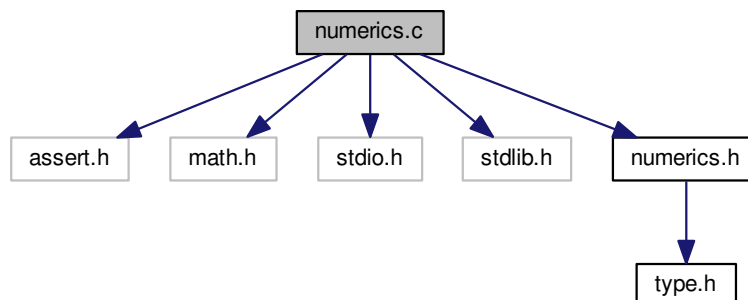 numerics.c
assert.h
math.h
stdio.h
stdlib.h
numerics.h
type.h